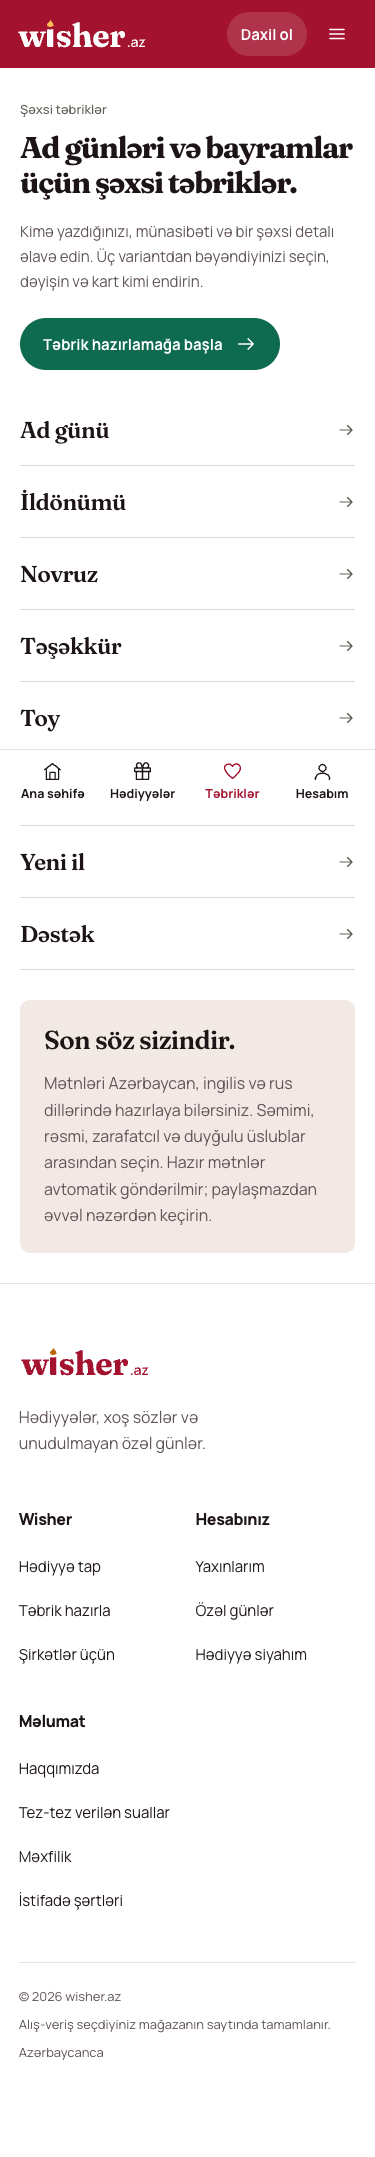 wisher.az
Daxil ol
Şəxsi təbriklər
Ad günləri və bayramlar
üçün şəxsi təbriklər.
Kimə yazdığınızı, münasibəti və bir şəxsi detalı
əlavə edin. Üç variantdan bəyəndiyinizi seçin,
dəyişin və kart kimi endirin.
Təbrik hazırlamağa başla
Ad günü
İldönümü
Novruz
Təşəkkür
Toy
Ana səhifə Hədiyyələr Təbriklər Hesabım
Yeni il
Dəstək
Son söz sizindir.
Mətnləri Azərbaycan, ingilis və rus
dillərində hazırlaya bilərsiniz. Səmimi,
rəsmi, zarafatcıl və duyğulu üslublar
arasından seçin. Hazır mətnlər
avtomatik göndərilmir; paylaşmazdan
əvvəl nəzərdən keçirin.
wisher.az
Hədiyyələr, xoş sözlər və
unudulmayan özəl günlər.
Wisher
Hədiyyə tap
Təbrik hazırla
Şirkətlər üçün
Hesabınız
Yaxınlarım
Özəl günlər
Hədiyyə siyahım
Məlumat
Haqqımızda
Tez-tez verilən suallar
Məxfilik
İstifadə şərtləri
© 2026 wisher.az
Alış-veriş seçdiyiniz mağazanın saytında tamamlanır.
Azərbaycanca